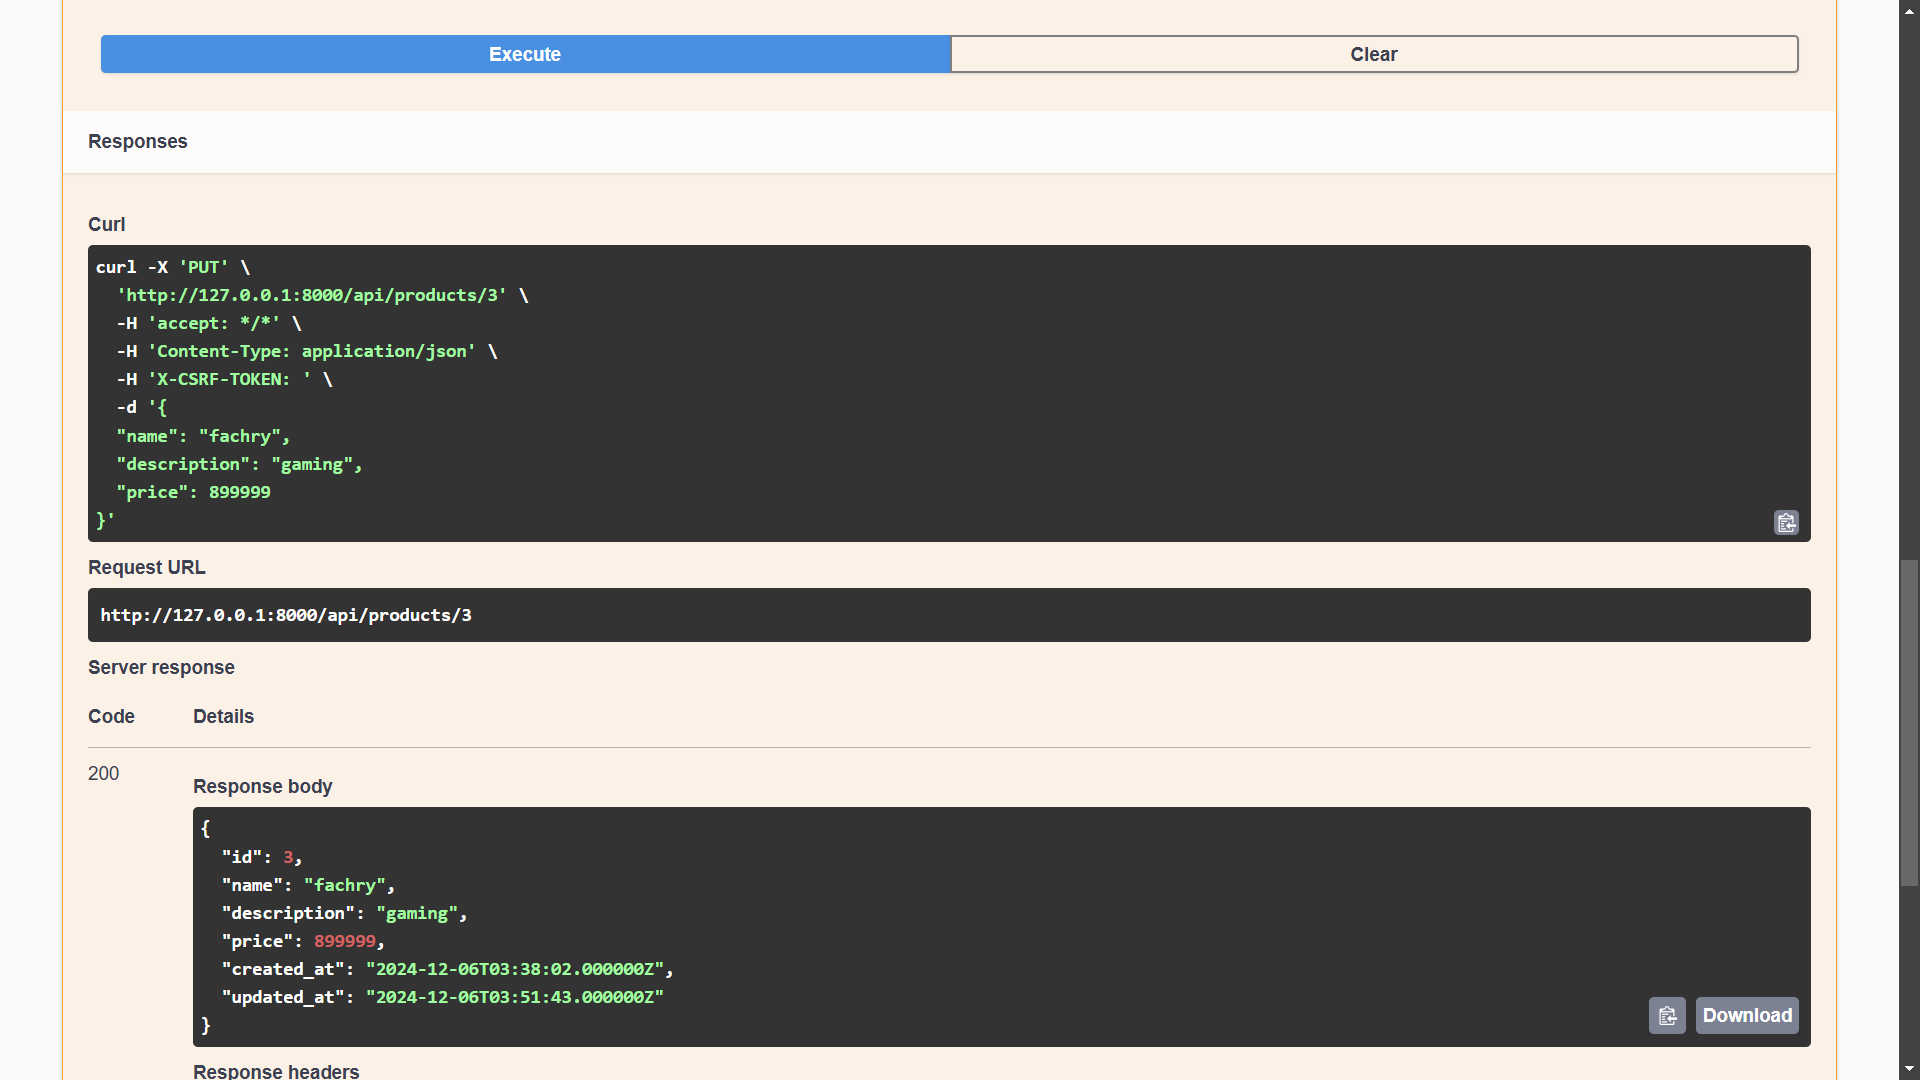 Execute
Clear
Responses
Curl
curl -X 'PUT' \
  'http://127.0.0.1:8000/api/products/3' \
  -H 'accept: */*' \
  -H 'Content-Type: application/json' \
  -H 'X-CSRF-TOKEN: ' \
  -d '{
  "name": "fachry",
  "description": "gaming",
  "price": 899999
}'
Request URL
http://127.0.0.1:8000/api/products/3
Server response
Code Details
200
Response body
{
  "id": 3,
  "name": "fachry",
  "description": "gaming",
  "price": 899999,
  "created_at": "2024-12-06T03:38:02.000000Z",
  "updated_at": "2024-12-06T03:51:43.000000Z"
}
Download
Response headers